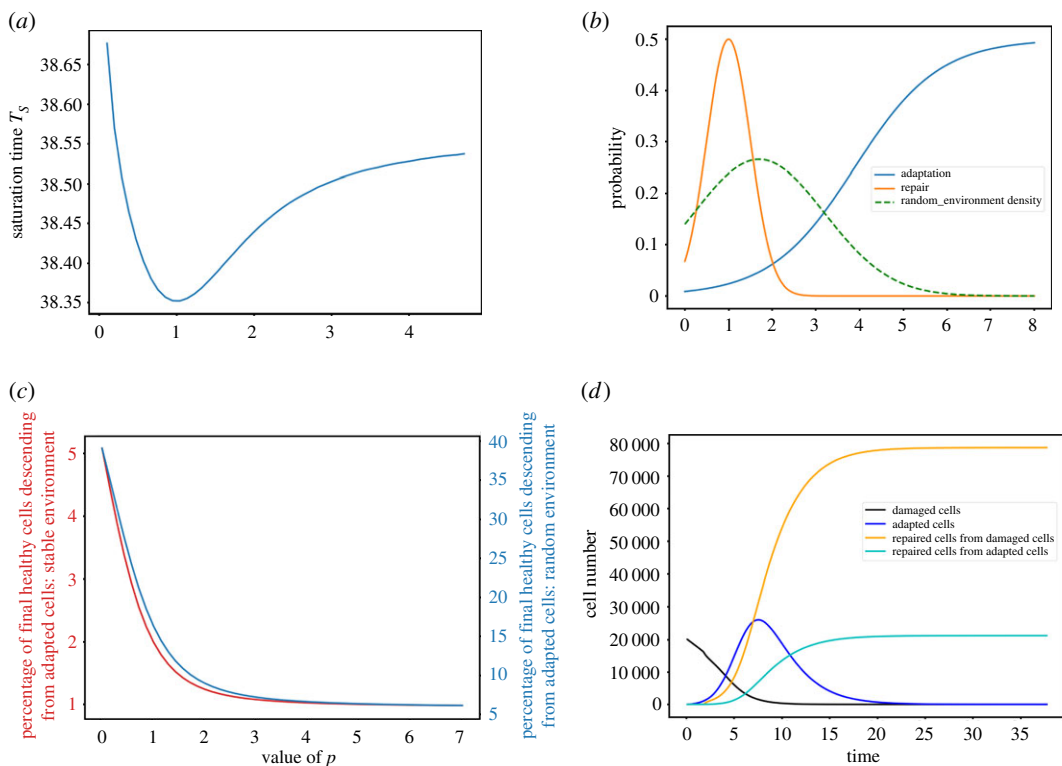 (a)
saturation time T_S
38.65
38.60
38.55
38.50
38.45
38.40
38.35
0 1 2 3 4
(b)
probability
0.5
0.4
0.3
0.2
0.1
0
adaptation
repair
random_environment density
0 1 2 3 4 5 6 7 8
(c)
percentage of final healthy cells descending
from adapted cells: stable environment
5
4
3
2
1
40
35
30
25
20
15
10
5
percentage of final healthy cells descending
from adapted cells: random environment
0 1 2 3 4 5 6 7
value of p
(d)
cell number
80 000
70 000
60 000
50 000
40 000
30 000
20 000
10 000
0
damaged cells
adapted cells
repaired cells from damaged cells
repaired cells from adapted cells
0 5 10 15 20 25 30 35
time